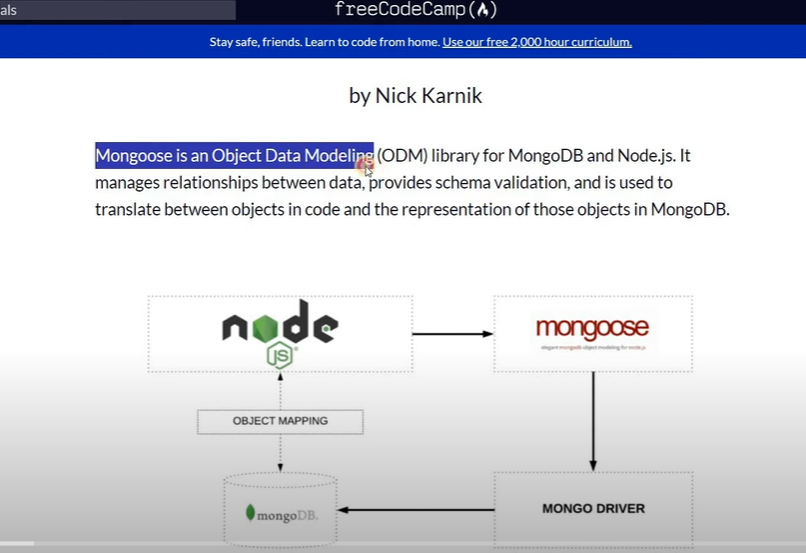 als
freeCodeCamp(🔥)
Stay safe, friends. Learn to code from home. Use our free 2,000 hour curriculum.
by Nick Karnik
Mongoose is an Object Data Modeling (ODM) library for MongoDB and Node.js. It
manages relationships between data, provides schema validation, and is used to
translate between objects in code and the representation of those objects in MongoDB.
node
JS
mongoose
elegant mongodb object modeling for node.js
OBJECT MAPPING
mongoDB.
MONGO DRIVER